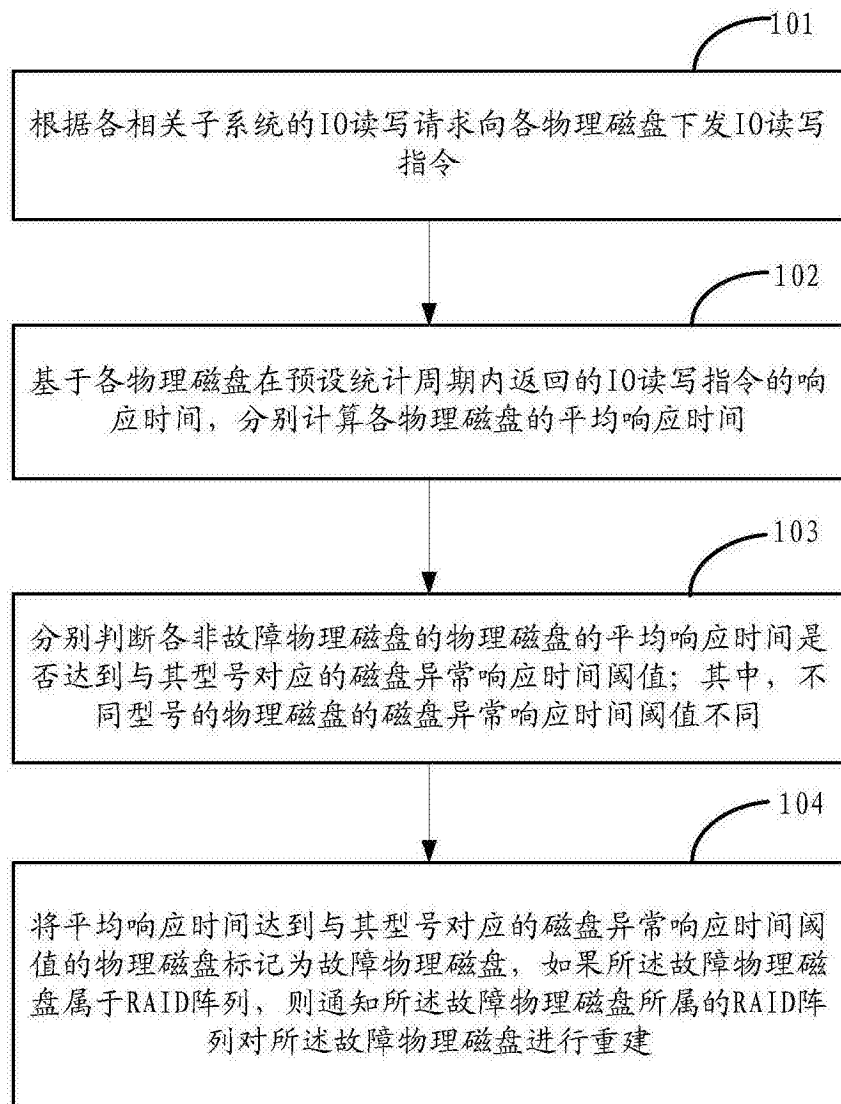 101
根据各相关子系统的IO读写请求向各物理磁盘下发IO读写
指令
102
基于各物理磁盘在预设统计周期内返回的IO读写指令的响
应时间，分别计算各物理磁盘的平均响应时间
103
分别判断各非故障物理磁盘的物理磁盘的平均响应时间是
否达到与其型号对应的磁盘异常响应时间阈值；其中，不
同型号的物理磁盘的磁盘异常响应时间阈值不同
104
将平均响应时间达到与其型号对应的磁盘异常响应时间阈
值的物理磁盘标记为故障物理磁盘，如果所述故障物理磁
盘属于RAID阵列，则通知所述故障物理磁盘所属的RAID阵
列对所述故障物理磁盘进行重建